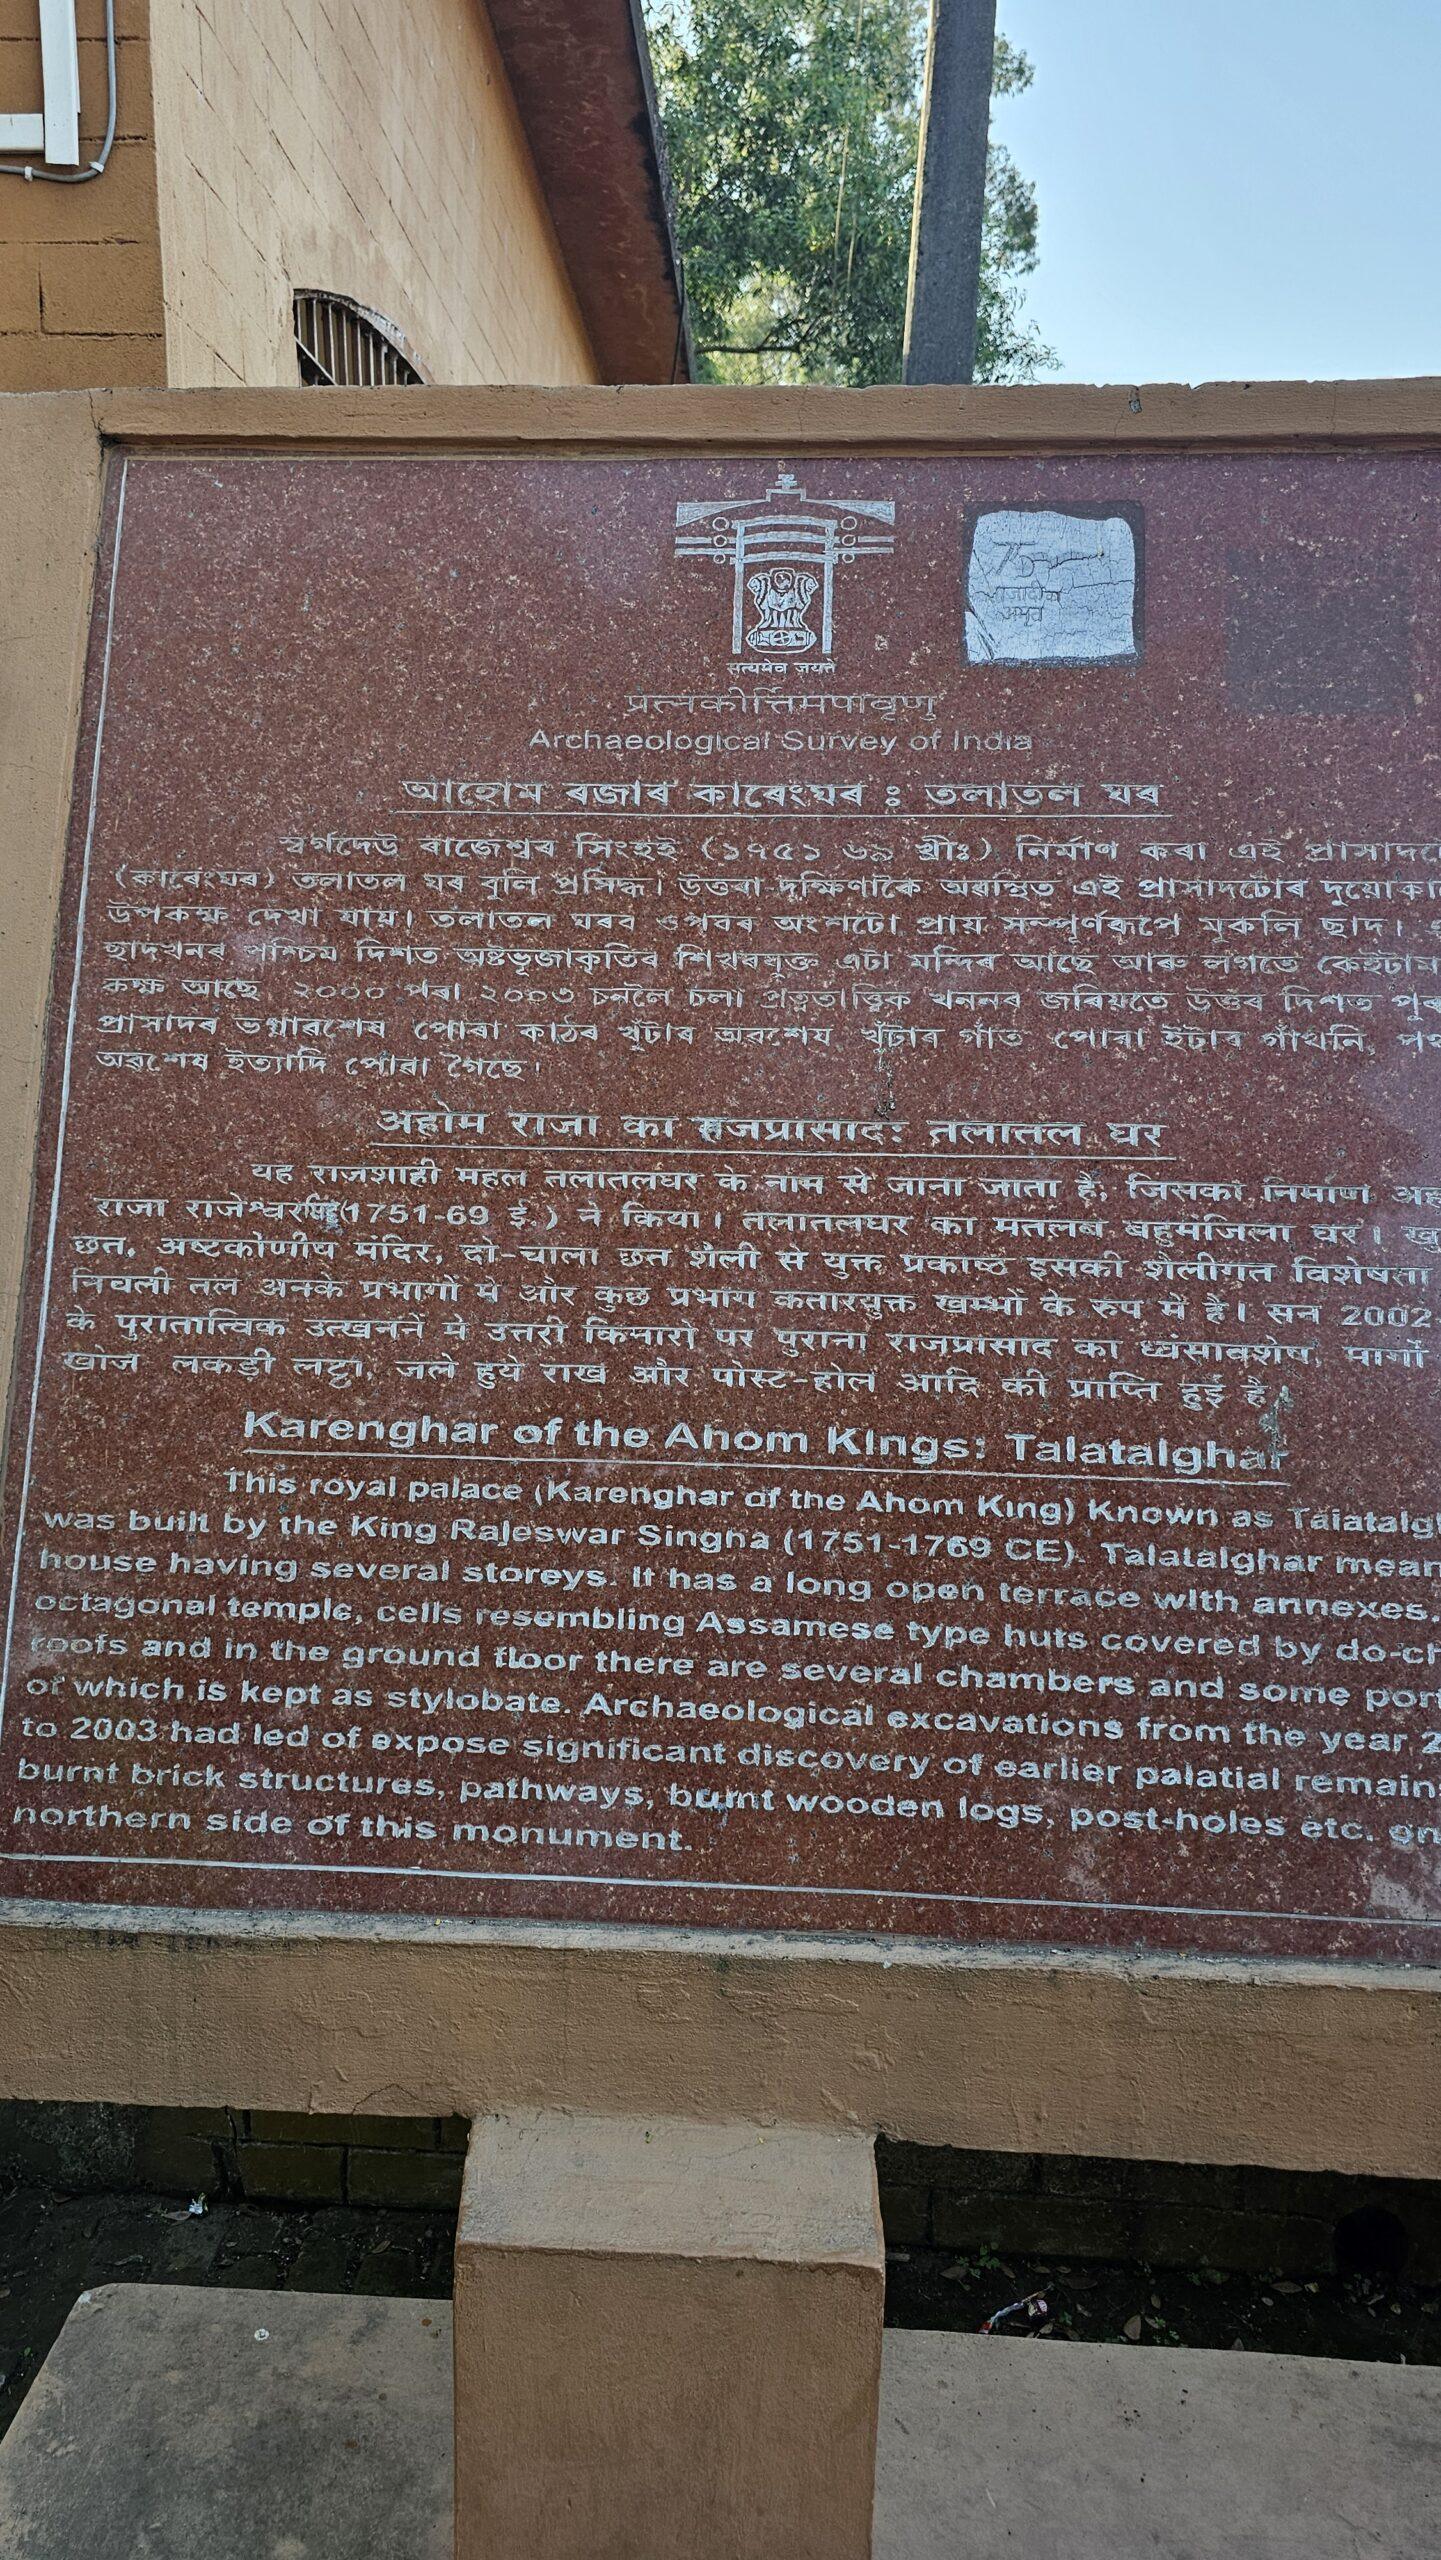 75
सत्यमेव जयते
प्रत्नकीर्त्तिमपावृणु
Archaeological Survey of India
আহোম ৰজাৰ কাৰেংঘৰ : তলাতল ঘৰ
স্বৰ্গদেউ ৰাজেশ্বৰ সিংহই (১৭৫১ ৬৯ খ্ৰীঃ) নিৰ্মাণ কৰা এই
(কাৰেংঘৰ) তলাতল ঘৰ বুলি প্ৰসিদ্ধ। উত্তৰা-দক্ষিণাকৈ অৱস্থিত এই প্ৰাসাদটোৰ
উপকক্ষ দেখা যায়। তলাতল ঘৰৰ ওপৰৰ অংশটো প্ৰায় সম্পূৰ্ণৰূপে মুকলি ছাদ।
ছাদখনৰ পশ্চিম দিশত অষ্টভূজাকৃতিৰ শিখৰযুক্ত এটা মন্দিৰ আছে আৰু লগতে
কক্ষ আছে ২০০০ পৰা ২০০৩ চনলৈ চলা প্ৰত্নতাত্ত্বিক খননৰ জৰিয়তে উত্তৰ দিশত
প্ৰাসাদৰ ভগ্নাৱশেষ পোৰা কাঠৰ খুঁটাৰ অৱশেষ খুঁটাৰ গাঁত পোৰা ইটাৰ গাঁথনি,
অৱশেষ ইত্যাদি পোৱা গৈছে।
अहोम राजा का राजप्रासाद: तलातल घर
यह राजशाही महल तलातलघर के नाम से जाना जाता है, जिसका निर्माण
राजा राजेश्वर सिंह (1751-69 ई.) ने किया। तलातलघर का मतलब बहुमंजिला घर।
छत, अष्टकोणीय मंदिर, दो-चाला छत शैली से युक्त प्रकोष्ठ इसकी शैलीगत विशेषता
निचली तल अनके प्रभागों में और कुछ प्रभाग कतारयुक्त खम्भों के रुप में है। सन 2002
के पुरातात्विक उत्खननें मे उत्तरी किनारों पर पुराना राजप्रासाद का ध्वंसावशेष, मार्गों
खोज लकड़ी लट्ठा, जले हुये राख और पोस्ट-होल आदि की प्राप्ति हुई है।
Karenghar of the Ahom Kings: Talatalghar
This royal palace (Karenghar of the Ahom King) Known as
was built by the King Rajeswar Singha (1751-1769 CE). Talatalghar
house having several storeys. It has a long open terrace with annexes.
octagonal temple, cells resembling Assamese type huts covered by
roofs and in the ground floor there are several chambers and some
of which is kept as stylobate. Archaeological excavations from the year
to 2003 had led of expose significant discovery of earlier palatial
burnt brick structures, pathways, burnt wooden logs, post-holes etc. on
northern side of this monument.